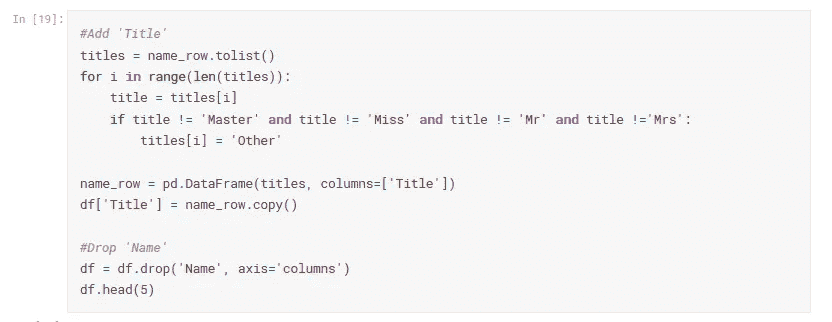 In [19]:
#Add 'Title'
titles = name_row.tolist()
for i in range(len(titles)):
    title = titles[i]
    if title != 'Master' and title != 'Miss' and title != 'Mr' and title !='Mrs':
        titles[i] = 'Other'

name_row = pd.DataFrame(titles, columns=['Title'])
df['Title'] = name_row.copy()

#Drop 'Name'
df = df.drop('Name', axis='columns')
df.head(5)